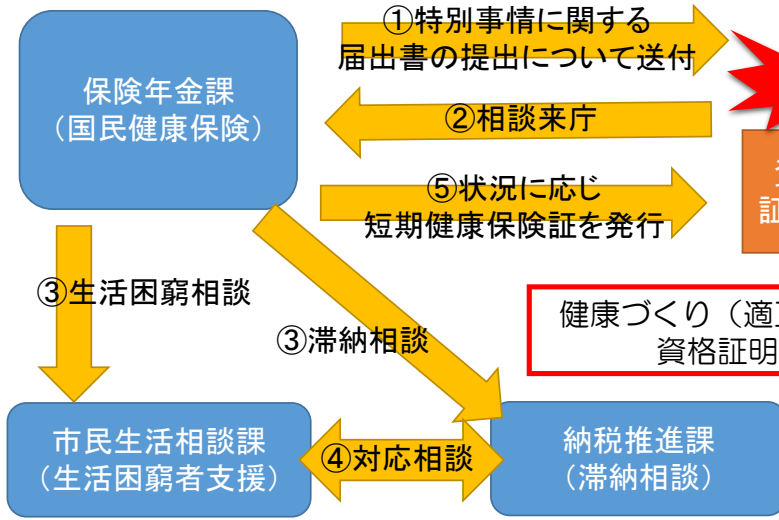 ①特別事情に関する
届出書の提出について送付
保険年金課
（国民健康保険）
②相談来庁
⑤状況に応じ
短期健康保険証を発行
証
③生活困窮相談
③滞納相談
健康づくり（適
資格証明
市民生活相談課
（生活困窮者支援）
④対応相談
納税推進課
（滞納相談）